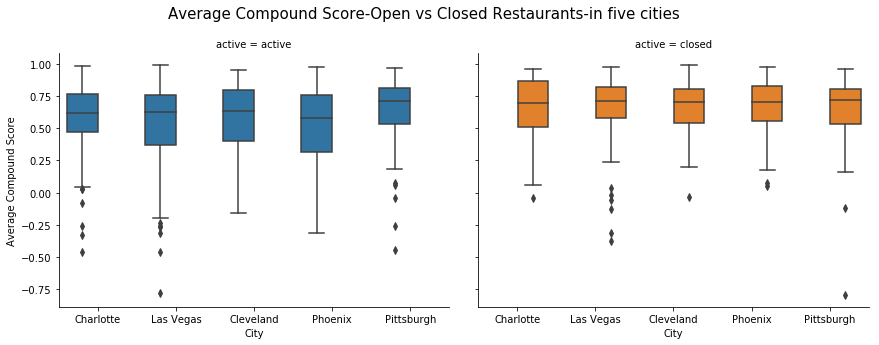 Average Compound Score-Open vs Closed Restaurants-in five cities
active = active
active = closed
Average Compound Score
1.00
0.75
0.50
0.25
0.00
−0.25
−0.50
−0.75
Charlotte Las Vegas Cleveland Phoenix Pittsburgh
City
Charlotte Las Vegas Cleveland Phoenix Pittsburgh
City